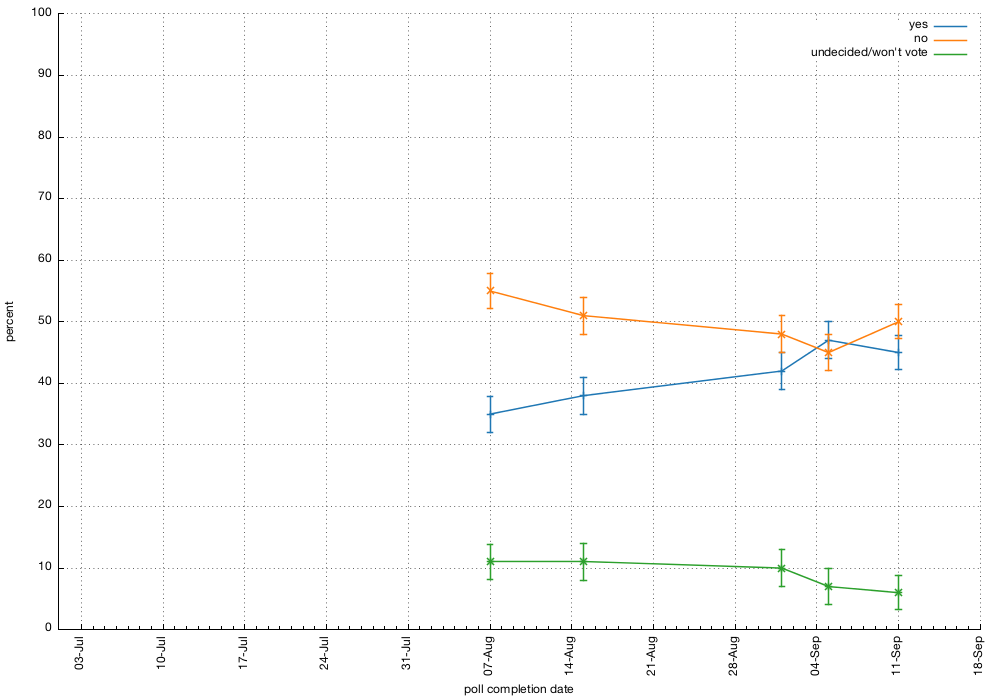 100
90
80
70
60
50
40
30
20
10
0
percent
yes
no
undecided/won't vote
03-Jul
10-Jul
17-Jul
24-Jul
31-Jul
07-Aug
14-Aug
21-Aug
28-Aug
04-Sep
11-Sep
18-Sep
poll completion date